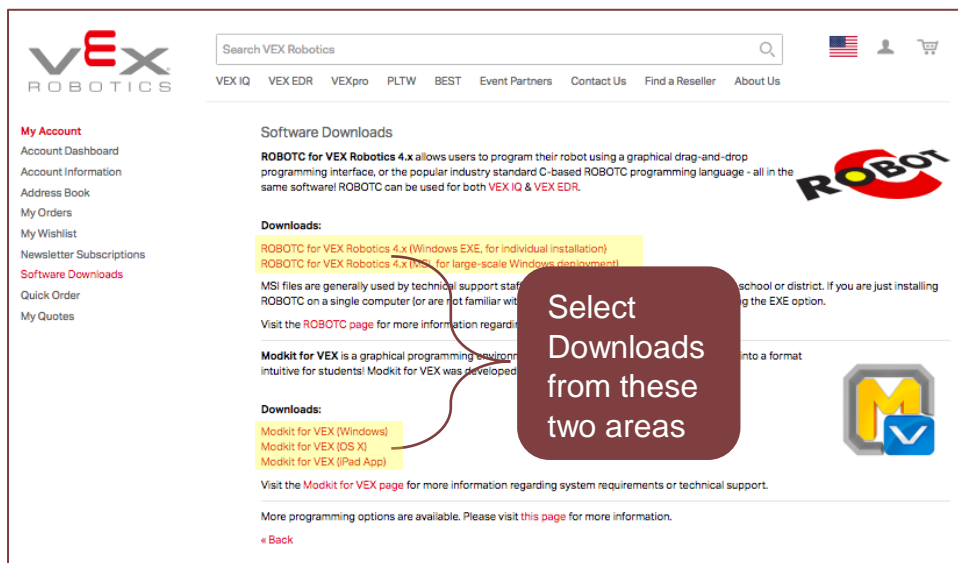 VEX
ROBOTICS
Search VEX Robotics
VEX IQ VEX EDR VEXpro PLTW BEST Event Partners Contact Us Find a Reseller About Us
My Account
Account Dashboard
Account Information
Address Book
My Orders
My Wishlist
Newsletter Subscriptions
Software Downloads
Quick Order
My Quotes
Software Downloads
ROBOTC for VEX Robotics 4.x allows users to program their robot using a graphical drag-and-drop
programming interface, or the popular industry standard C-based ROBOTC programming language - all in the
same software! ROBOTC can be used for both VEX IQ & VEX EDR.
ROBOT
Downloads:
ROBOTC for VEX Robotics 4.x (Windows EXE, for individual installation)
ROBOTC for VEX Robotics 4.x (MSI, for large-scale Windows deployment)
MSI files are generally used by technical support staf school or district. If you are just installing
ROBOTC on a single computer (or are not familiar wit g the EXE option.
Visit the ROBOTC page for more information regardin
Modkit for VEX is a graphical programming environm into a format
intuitive for students! Modkit for VEX was developed
Downloads:
Modkit for VEX (Windows)
Modkit for VEX (OS X)
Modkit for VEX (iPad App)
Select
Downloads
from these
two areas
M
V
Visit the Modkit for VEX page for more information regarding system requirements or technical support.
More programming options are available. Please visit this page for more information.
« Back